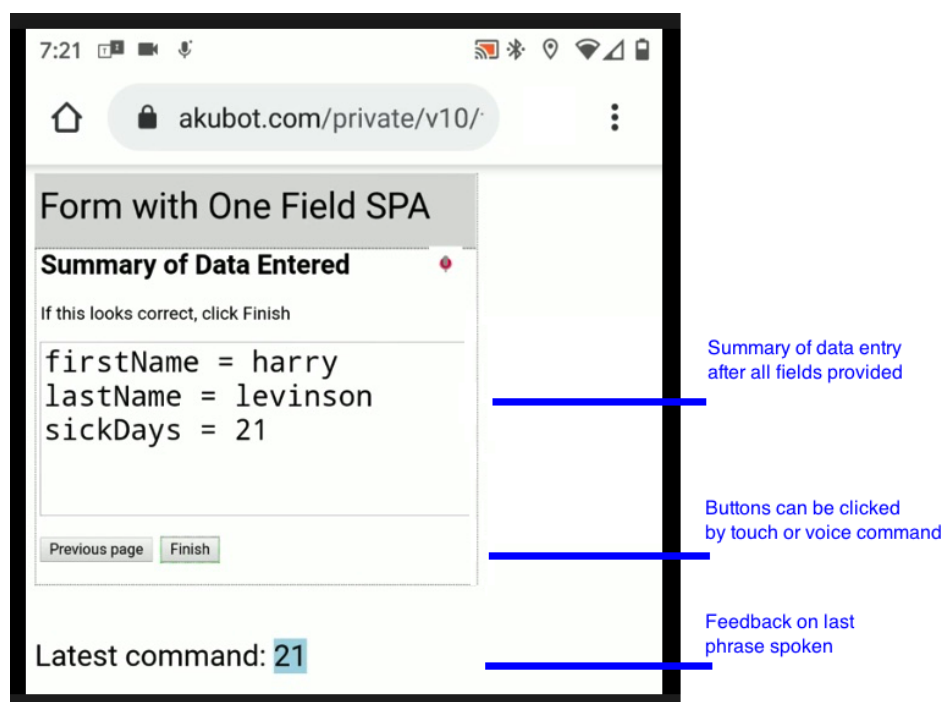 7:21
akubot.com/private/v10/
Form with One Field SPA
Summary of Data Entered
If this looks correct, click Finish
firstName = harry
lastName = levinson
sickDays = 21
Previous page Finish
Latest command: 21
Summary of data entry
after all fields provided
Buttons can be clicked
by touch or voice command
Feedback on last
phrase spoken